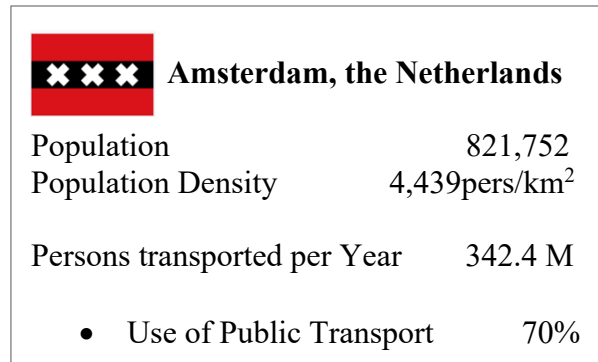 Amsterdam, the Netherlands
Population 821,752
Population Density 4,439pers/km²
Persons transported per Year 342.4 M
• Use of Public Transport 70%